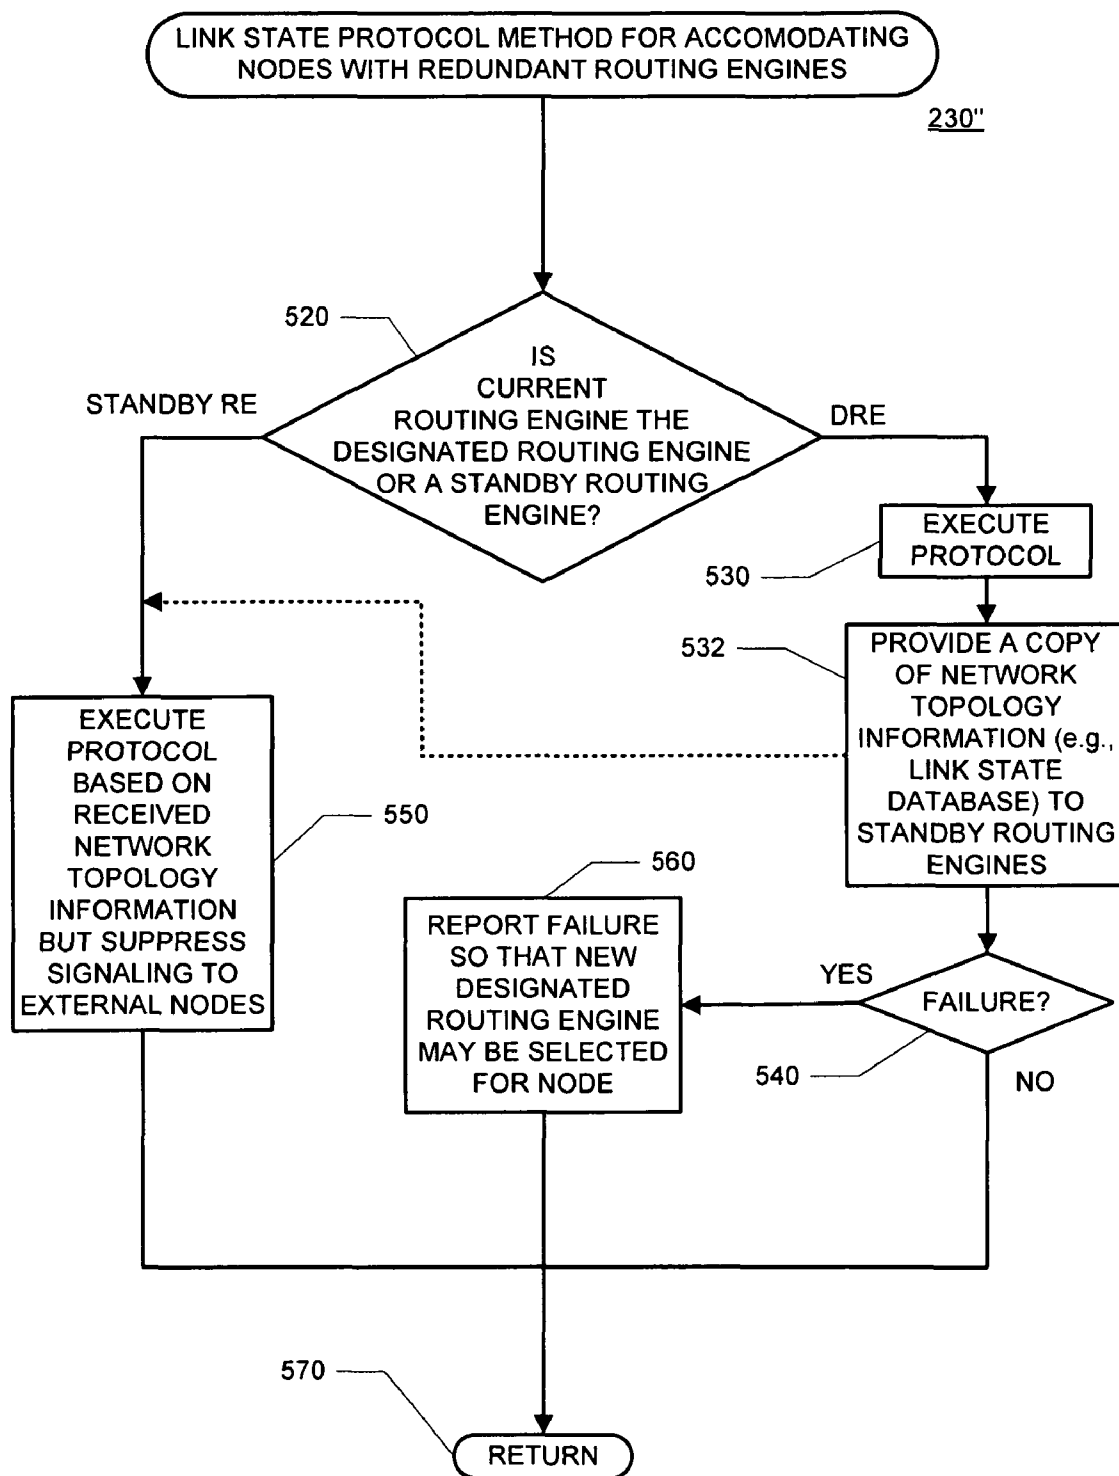 LINK STATE PROTOCOL METHOD FOR ACCOMODATING
NODES WITH REDUNDANT ROUTING ENGINES
230"
520
IS
CURRENT
ROUTING ENGINE THE
DESIGNATED ROUTING ENGINE
OR A STANDBY ROUTING
ENGINE?
STANDBY RE
DRE
EXECUTE
PROTOCOL
530
532
PROVIDE A COPY
OF NETWORK
TOPOLOGY
INFORMATION (e.g.,
LINK STATE
DATABASE) TO
STANDBY ROUTING
ENGINES
EXECUTE
PROTOCOL
BASED ON
RECEIVED
NETWORK
TOPOLOGY
INFORMATION
BUT SUPPRESS
SIGNALING TO
EXTERNAL NODES
550
560
REPORT FAILURE
SO THAT NEW
DESIGNATED
ROUTING ENGINE
MAY BE SELECTED
FOR NODE
YES
FAILURE?
540
NO
570
RETURN